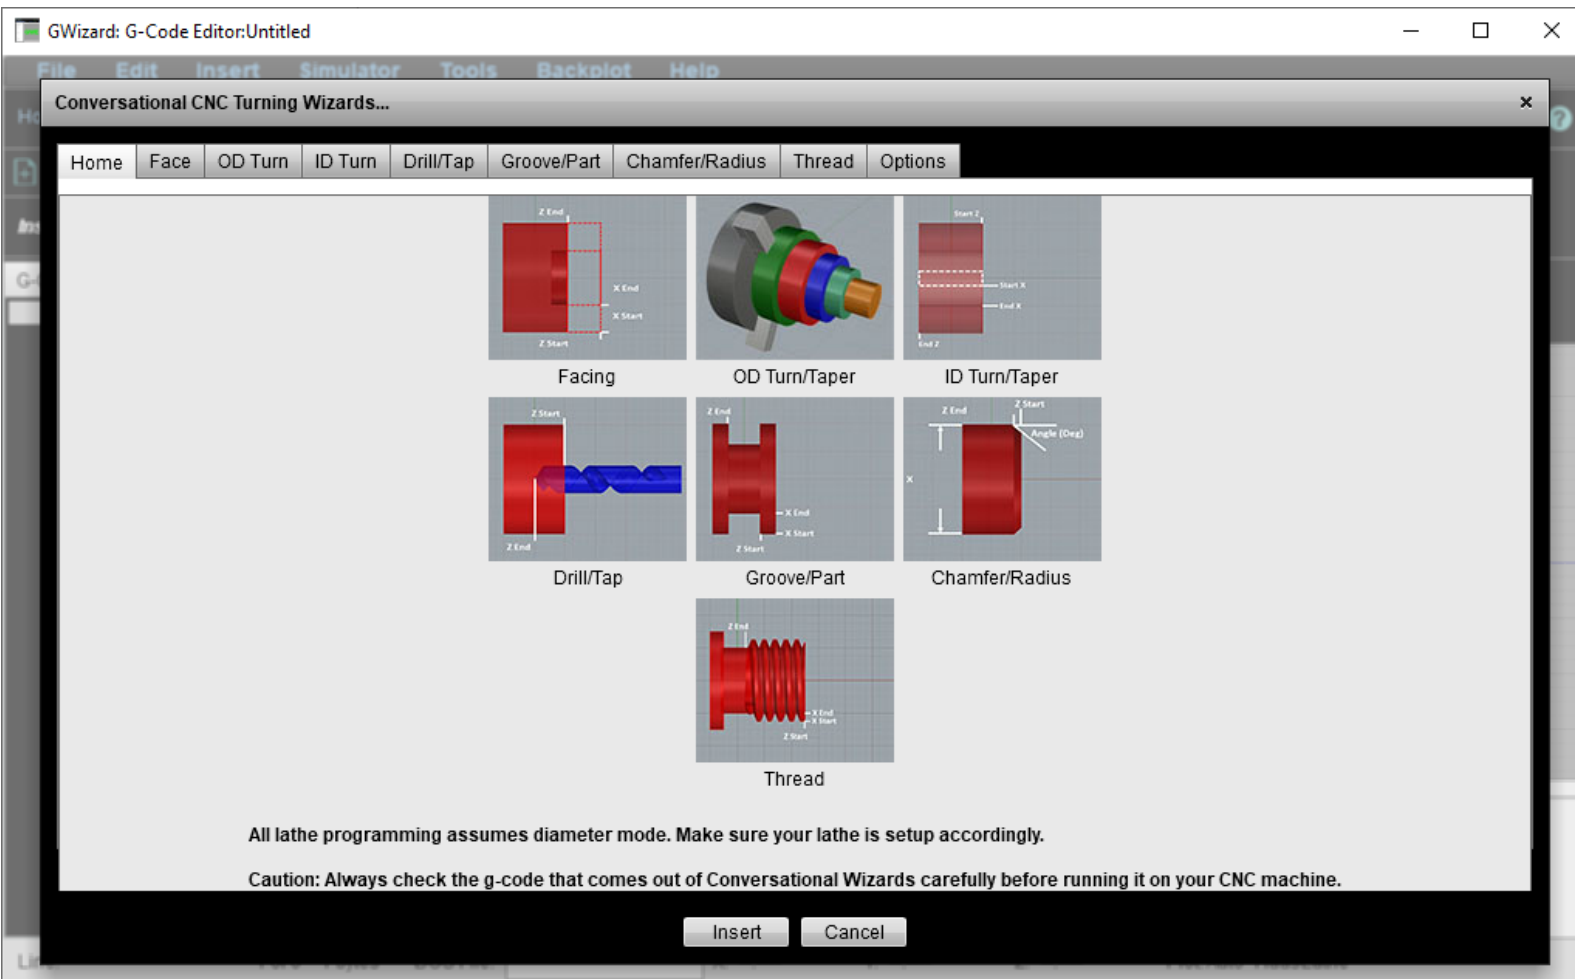 GWizard: G-Code Editor:Untitled
File Edit Insert Simulator Tools Backplot Help
Conversational CNC Turning Wizards...
Home Face OD Turn ID Turn Drill/Tap Groove/Part Chamfer/Radius Thread Options
Z End
X End
X Start
Z Start
Facing
OD Turn/Taper
Start Z
Start X
End X
End Z
ID Turn/Taper
Z Start
Z End
Drill/Tap
Z End
X End
X Start
Z Start
Groove/Part
Z End
Z Start
Angle (Deg)
X
Chamfer/Radius
Z End
X End
X Start
Z Start
Thread
All lathe programming assumes diameter mode. Make sure your lathe is setup accordingly.
Caution: Always check the g-code that comes out of Conversational Wizards carefully before running it on your CNC machine.
Insert Cancel